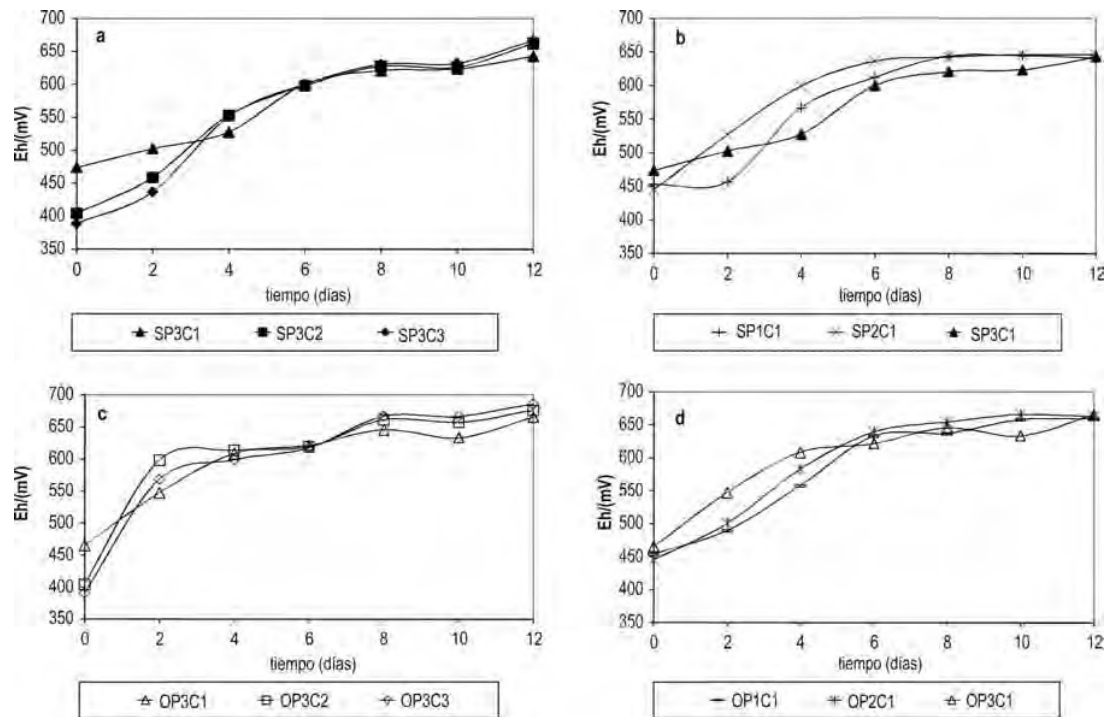 a
700
650
600
550
500
450
400
350
Eh/(mV)
0 2 4 6 8 10 12
tiempo (días)
SP3C1 SP3C2 SP3C3
b
700
650
600
550
500
450
400
350
Eh/(mV)
0 2 4 6 8 10 12
tiempo (días)
SP1C1 SP2C1 SP3C1
c
700
650
600
550
500
450
400
350
Eh/(mV)
0 2 4 6 8 10 12
tiempo (días)
OP3C1 OP3C2 OP3C3
d
700
650
600
550
500
450
400
350
Eh/(mV)
0 2 4 6 8 10 12
tiempo (días)
OP1C1 OP2C1 OP3C1